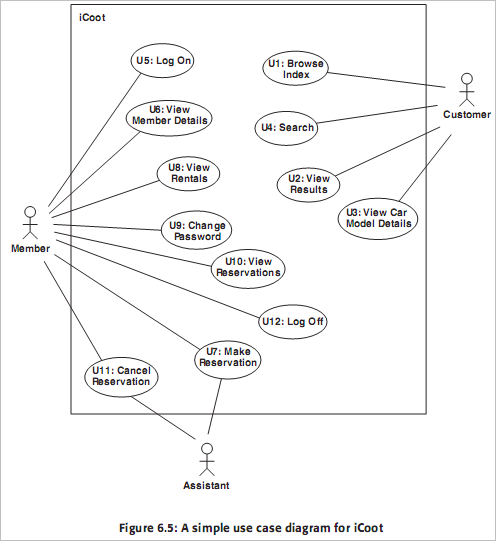 iCoot
U5: Log On
U1: Browse
Index
U6: View
Member Details
Customer
U4: Search
U8: View
Rentals
U2: View
Results
U3: View Car
Model Details
Member
U9: Change
Password
U10: View
Reservations
U12: Log Off
U7: Make
Reservation
U11: Cancel
Reservation
Assistant
Figure 6.5: A simple use case diagram for iCoot